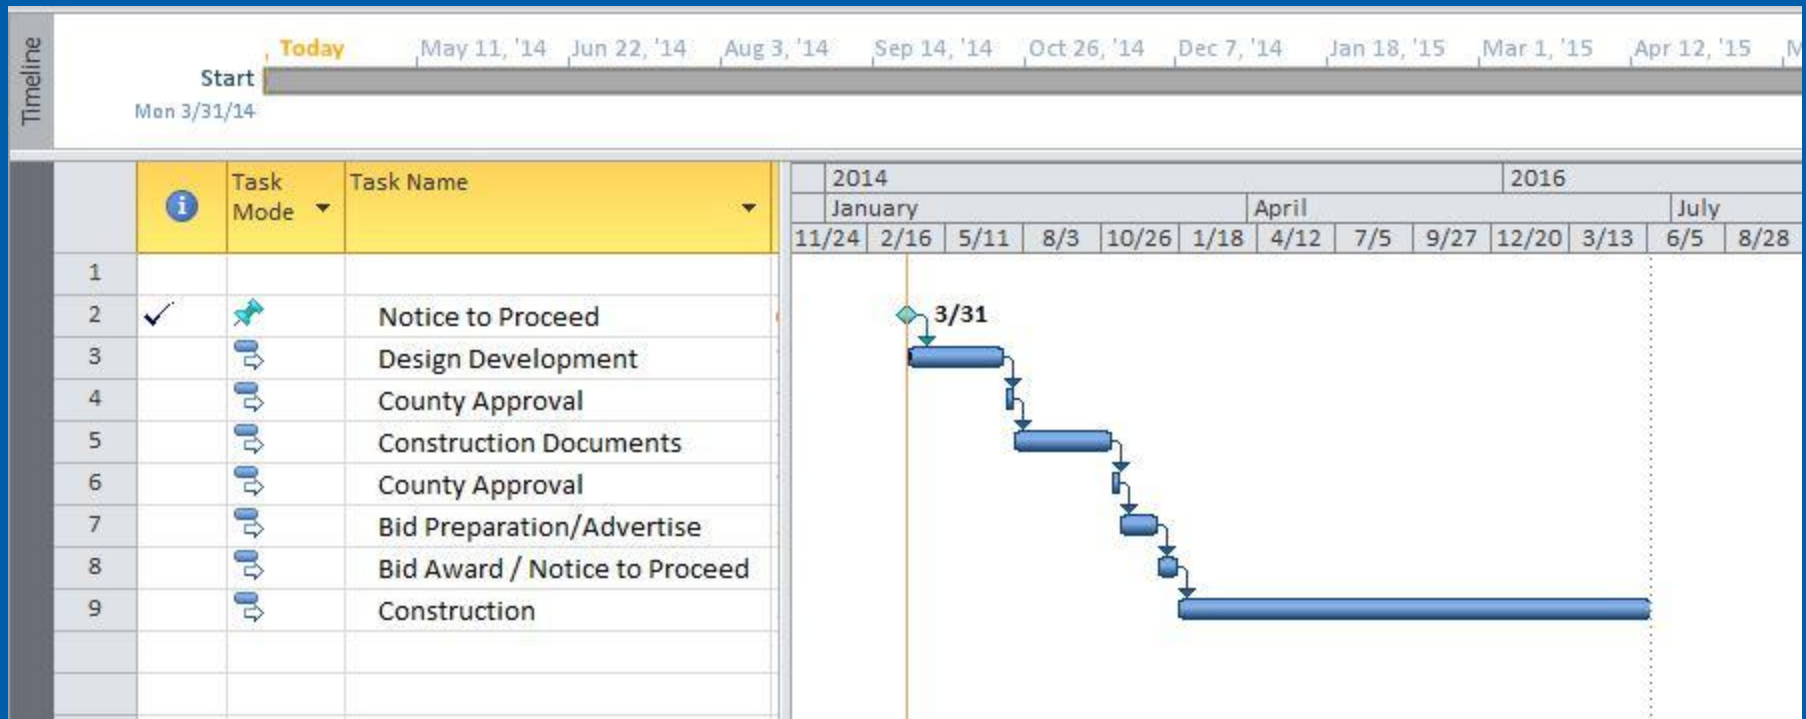 Timeline
Today May 11, '14 Jun 22, '14 Aug 3, '14 Sep 14, '14 Oct 26, '14 Dec 7, '14 Jan 18, '15 Mar 1, '15 Apr 12, '15
Start
Mon 3/31/14
Task Mode Task Name
2014 2016
January April July
11/24 2/16 5/11 8/3 10/26 1/18 4/12 7/5 9/27 12/20 3/13 6/5 8/28
1
2 Notice to Proceed 3/31
3 Design Development
4 County Approval
5 Construction Documents
6 County Approval
7 Bid Preparation/Advertise
8 Bid Award / Notice to Proceed
9 Construction